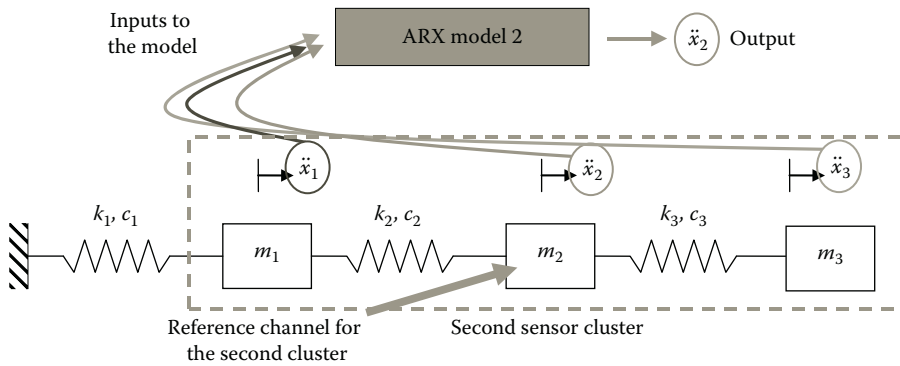 Inputs to
the model
ARX model 2
ẍ₂ Output
ẍ₁
ẍ₂
ẍ₃
k₁, c₁
k₂, c₂
k₃, c₃
m₁
m₂
m₃
Reference channel for
the second cluster
Second sensor cluster